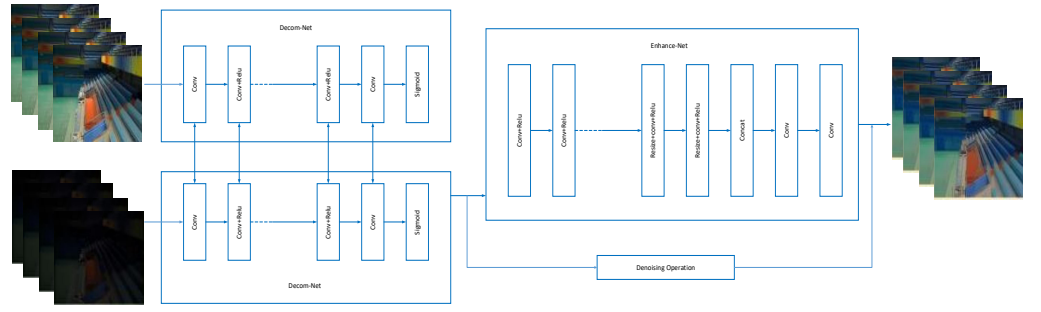 Decom-Net
Conv
Conv+Relu
Conv+Relu
Conv
Sigmoid
Conv
Conv+Relu
Conv+Relu
Conv
Sigmoid
Decom-Net
Enhance-Net
Conv+Relu
Conv+Relu
Resize+conv+Relu
Resize+conv+Relu
Concat
Conv
Conv
Denoising Operation